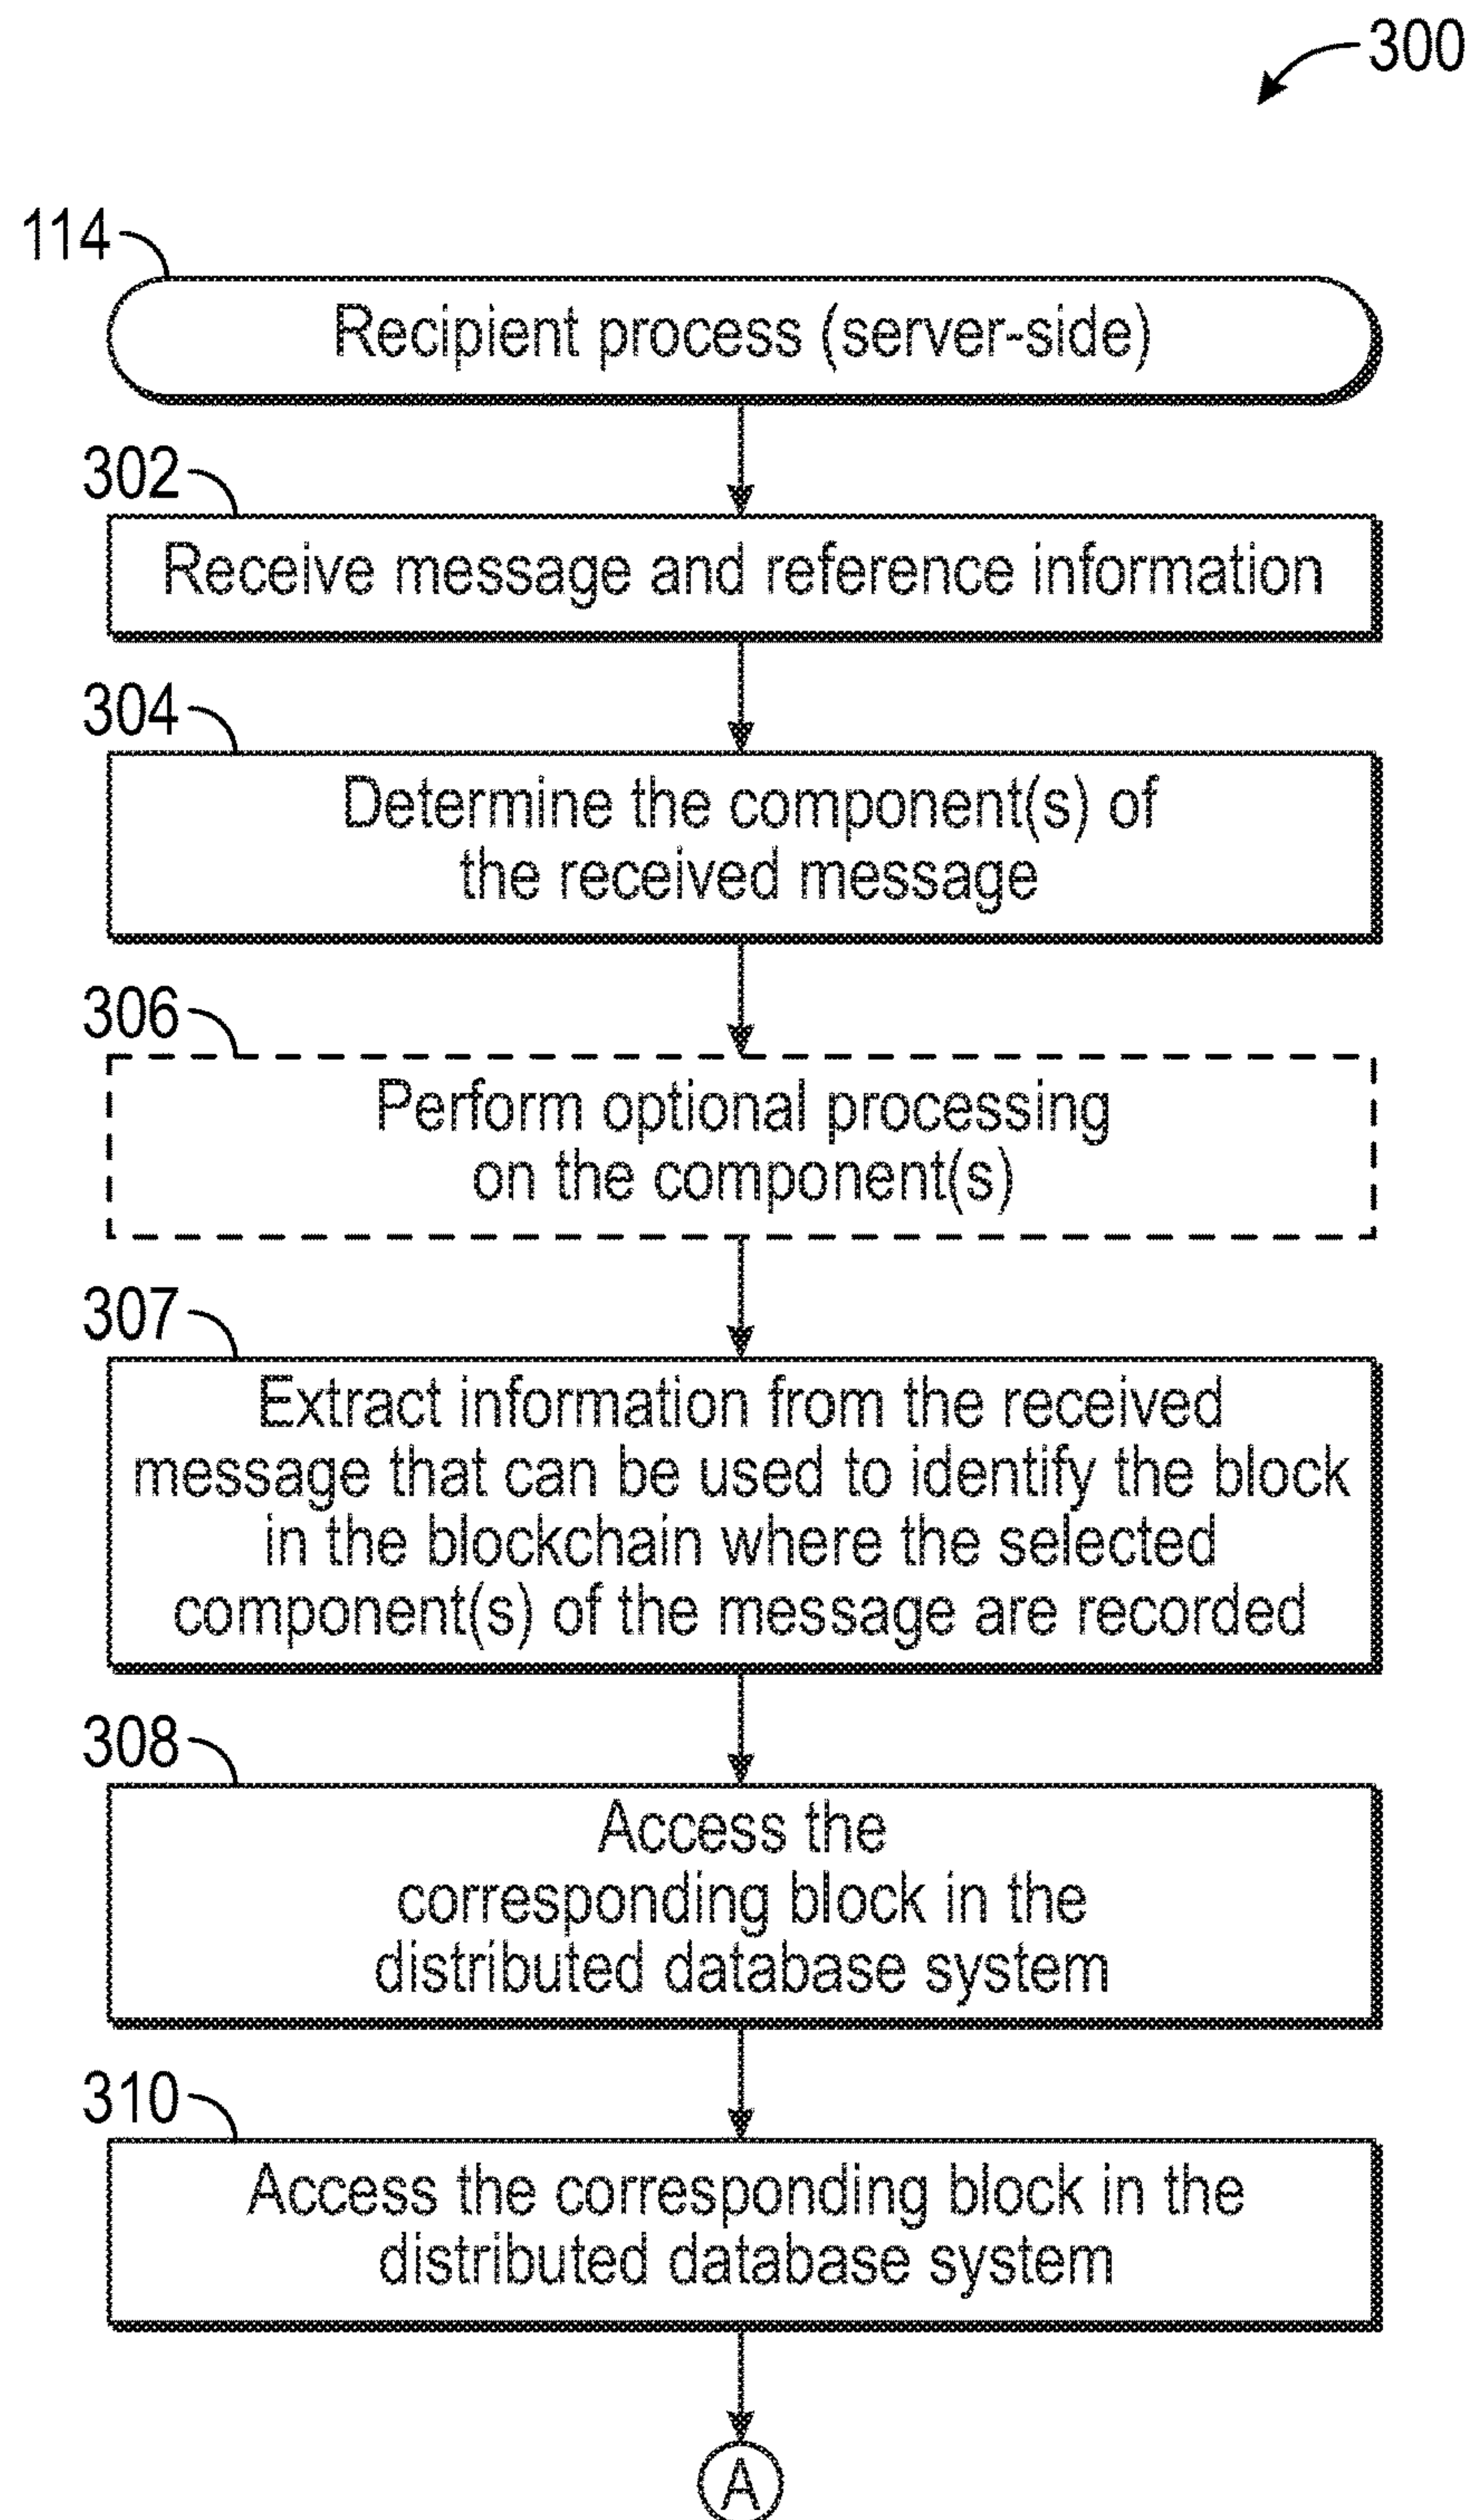 300
114
Recipient process (server-side)
302
Receive message and reference information
304
Determine the component(s) of
the received message
306
Perform optional processing
on the component(s)
307
Extract information from the received
message that can be used to identify the block
in the blockchain where the selected
component(s) of the message are recorded
308
Access the
corresponding block in the
distributed database system
310
Access the corresponding block in the
distributed database system
A